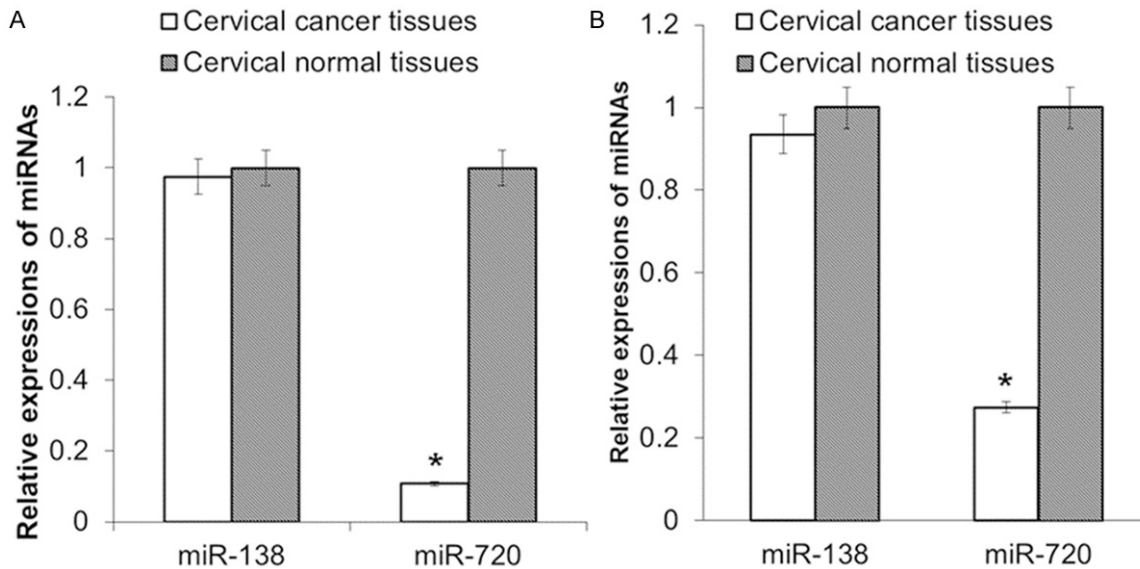 A
Cervical cancer tissues
Cervical normal tissues
Relative expressions of miRNAs
1.2
1
0.8
0.6
0.4
0.2
0
*
miR-138
miR-720
B
Cervical cancer tissues
Cervical normal tissues
Relative expressions of miRNAs
1.2
1
0.8
0.6
0.4
0.2
0
*
miR-138
miR-720